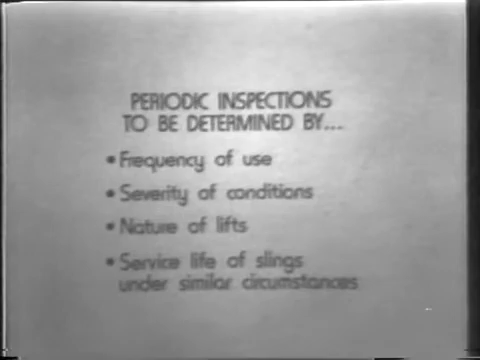 PERIODIC INSPECTIONS
TO BE DETERMINED BY...
• Frequency of use
• Severity of conditions
• Nature of lifts
• Service life of slings
under similar circumstances